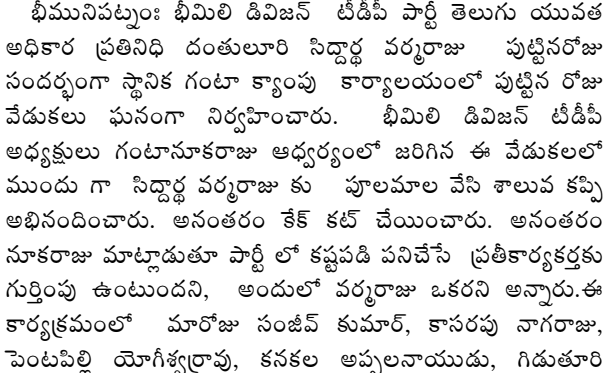 భీమునిపట్నంః భీమిలి డివిజన్ టీడీపీ పార్టీ తెలుగు యువత
అధికార ప్రతినిధి దంతులూరి సిద్దార్థ వర్మరాజు పుట్టినరోజు
సందర్భంగా స్థానిక గంటా క్యాంపు కార్యాలయంలో పుట్టిన రోజు
వేడుకలు ఘనంగా నిర్వహించారు. భీమిలి డివిజన్ టీడీపీ
అధ్యక్షులు గంటానూకరాజు ఆధ్వర్యంలో జరిగిన ఈ వేడుకలలో
ముందు గా సిద్దార్థ వర్మరాజు కు పూలమాల వేసి శాలువ కప్పి
అభినందించారు. అనంతరం కేక్ కట్ చేయించారు. అనంతరం
నూకరాజు మాట్లాడుతూ పార్టీ లో కష్టపడి పనిచేసే ప్రతీకార్యకర్తకు
గుర్తింపు ఉంటుందని, అందులో వర్మరాజు ఒకరని అన్నారు.ఈ
కార్యక్రమంలో మారోజు సంజీవ్ కుమార్, కాసరపు నాగరాజు,
పెంటపిల్లి యోగీశ్వర్రావు, కనకల అప్పలనాయుడు, గిడుతూరి